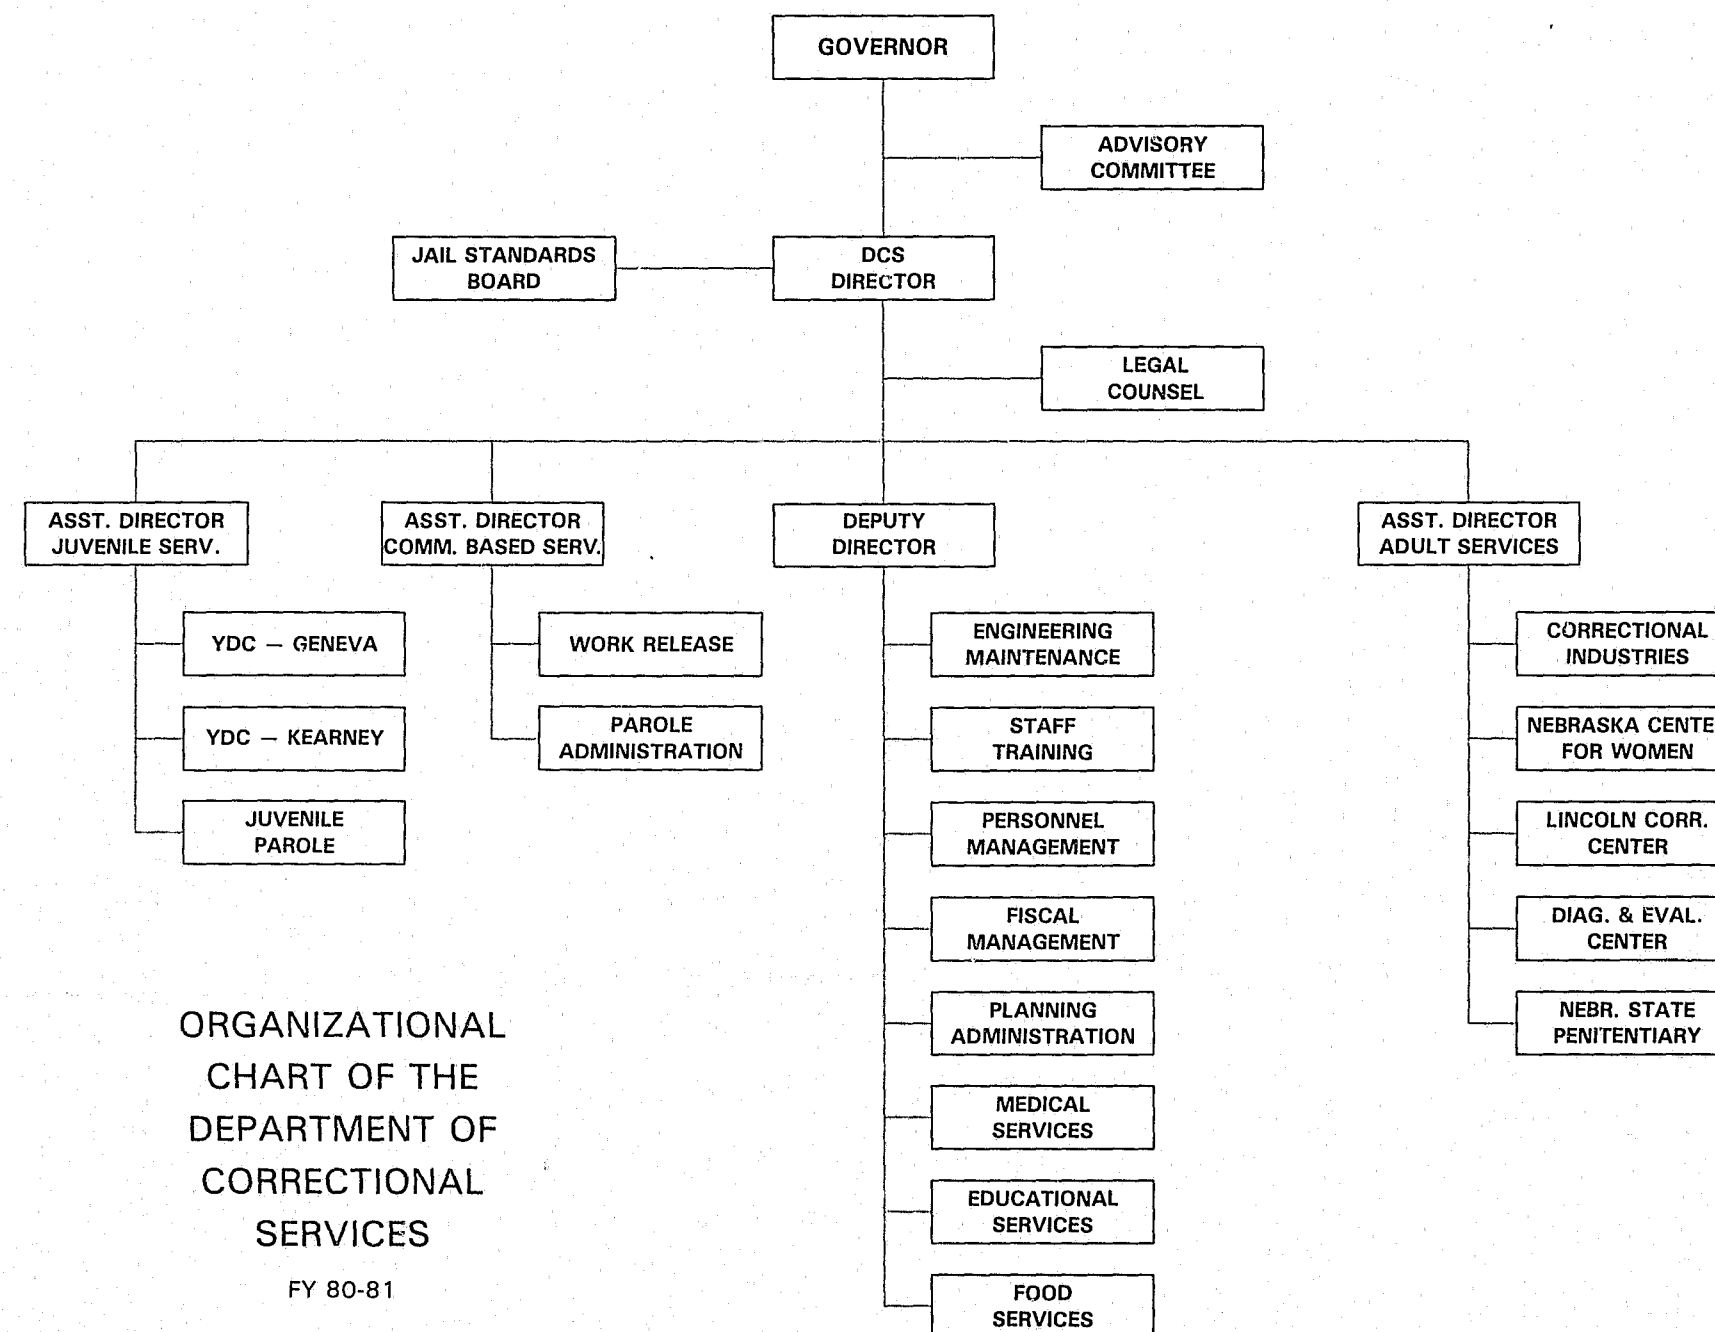 GOVERNOR
ADVISORY
COMMITTEE
JAIL STANDARDS
BOARD
DCS
DIRECTOR
LEGAL
COUNSEL
ASST. DIRECTOR
JUVENILE SERV.
ASST. DIRECTOR
COMM. BASED SERV.
DEPUTY
DIRECTOR
ASST. DIRECTOR
ADULT SERVICES
YDC — GENEVA
YDC — KEARNEY
JUVENILE
PAROLE
WORK RELEASE
PAROLE
ADMINISTRATION
ENGINEERING
MAINTENANCE
STAFF
TRAINING
PERSONNEL
MANAGEMENT
FISCAL
MANAGEMENT
PLANNING
ADMINISTRATION
MEDICAL
SERVICES
EDUCATIONAL
SERVICES
FOOD
SERVICES
CORRECTIONAL
INDUSTRIES
NEBRASKA CENTE
FOR WOMEN
LINCOLN CORR.
CENTER
DIAG. & EVAL.
CENTER
NEBR. STATE
PENITENTIARY
ORGANIZATIONAL
CHART OF THE
DEPARTMENT OF
CORRECTIONAL
SERVICES
FY 80-81